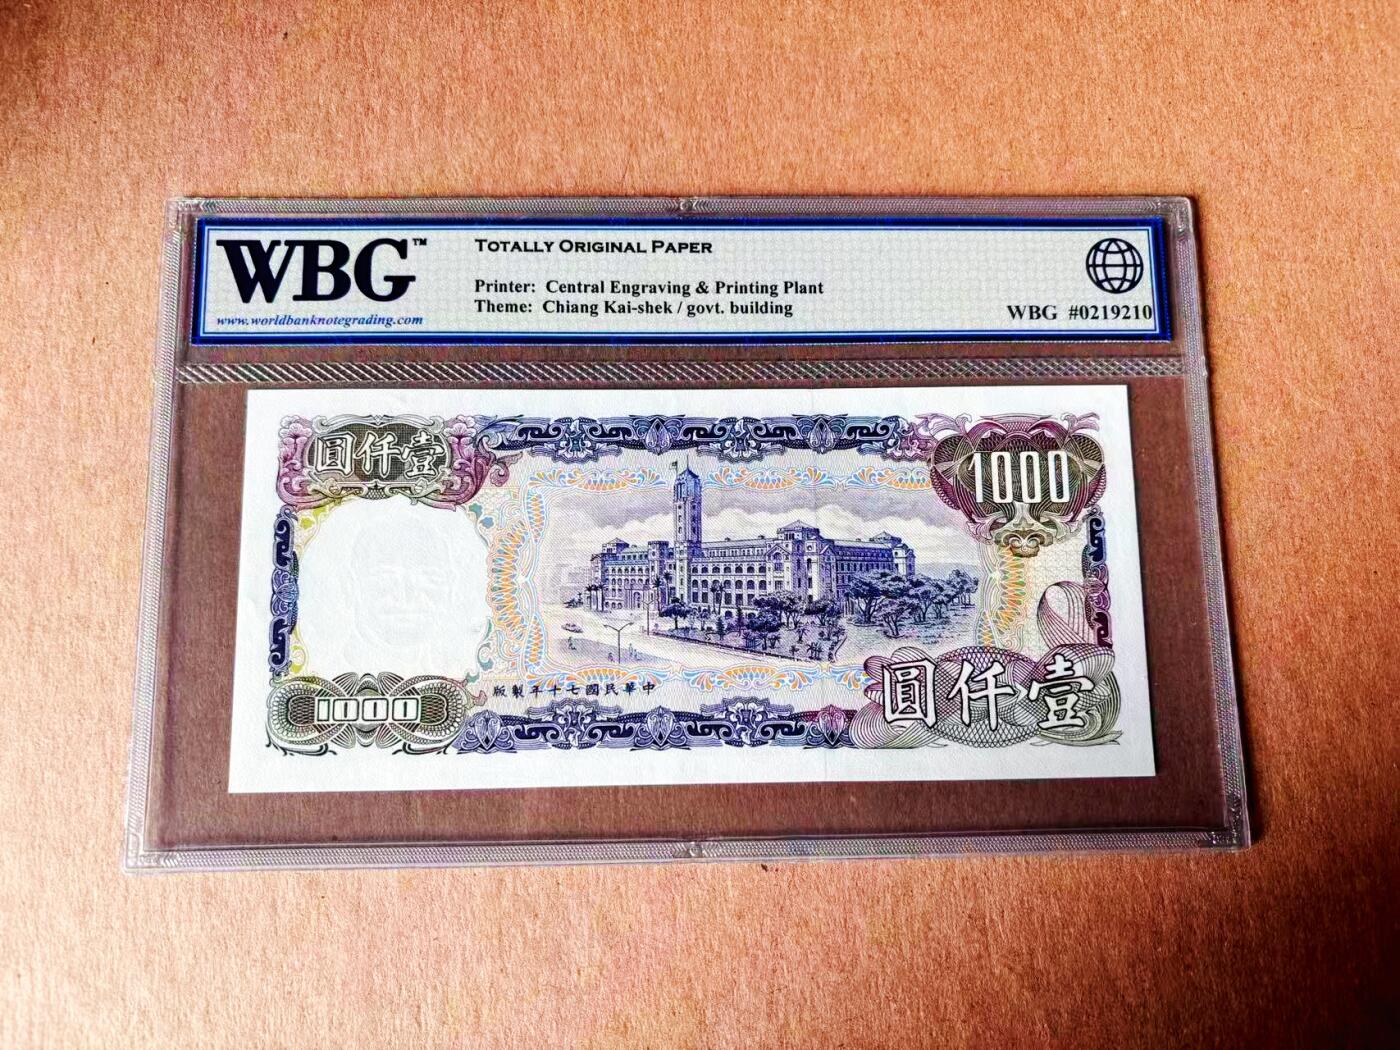 WBG™
www.worldbanknotegrading.com
TOTALLY ORIGINAL PAPER
Printer: Central Engraving & Printing Plant
Theme: Chiang Kai-shek / govt. building
WBG #0219210
圓仟壹
1000
版製年十七國民華中
1000
圓仟壹